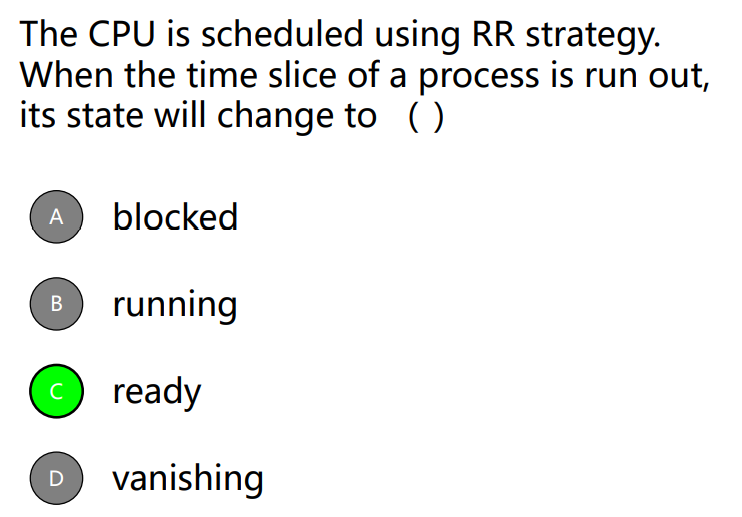 The CPU is scheduled using RR strategy.
When the time slice of a process is run out,
its state will change to ( )
A blocked
B running
C ready
D vanishing